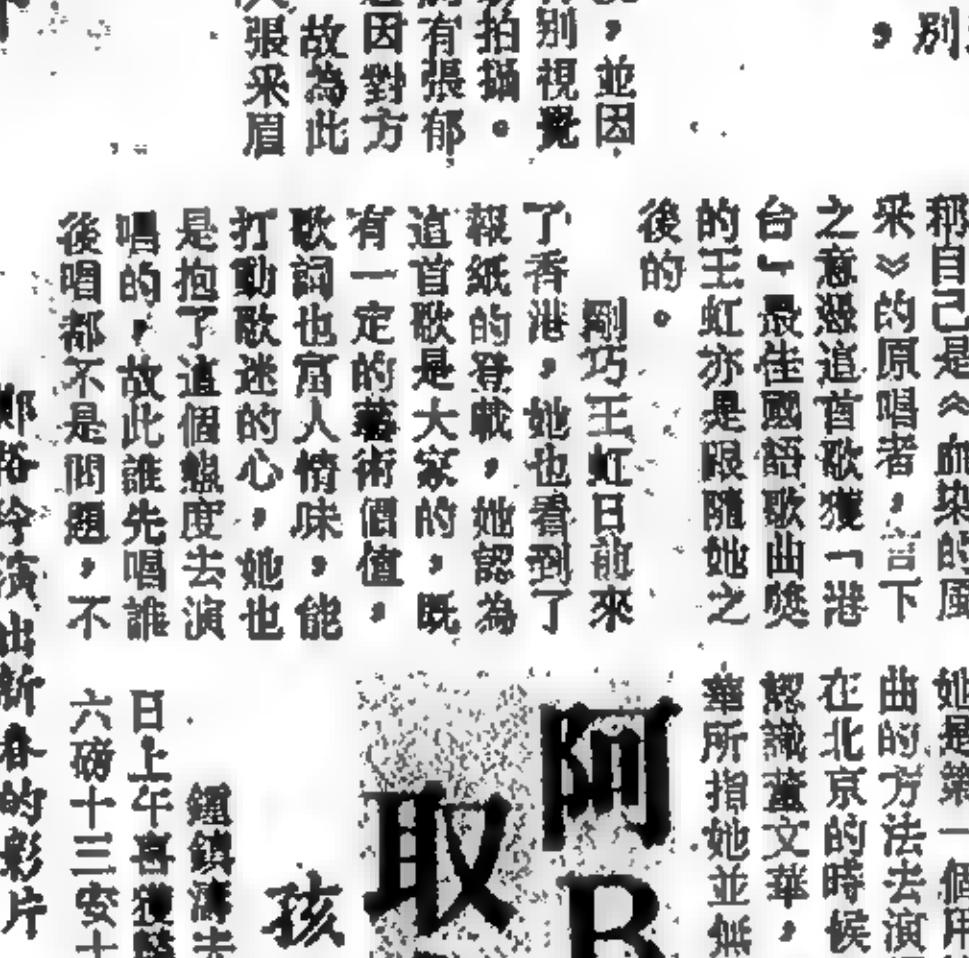 ，別
，並因
別視覺
拍攝。
有張郁
因對方
故為此
張采眉
稱自己是《血染的風
采》的原唱者，言下
之意惡追首歌獲「港
台」最佳國語歌曲獎
的王虹亦是跟隨她之
後的。
剛巧王虹日前來
了香港，她也看到了
報紙的登載，她認為
這首歌是大家的，既
有一定的藝術價值，
歌詞也富人情味，能
打動歌迷的心，她也
是抱了這個態度去演
唱的，故此誰先唱誰
後唱都不是問題，不
她是第一個用
曲的方法去演
在北京的時候
認識董文華，
華所指她並無
阿B
取
孩
鍾鎮濤
日上午喜獲
六磅十三安士
演出新春的影片